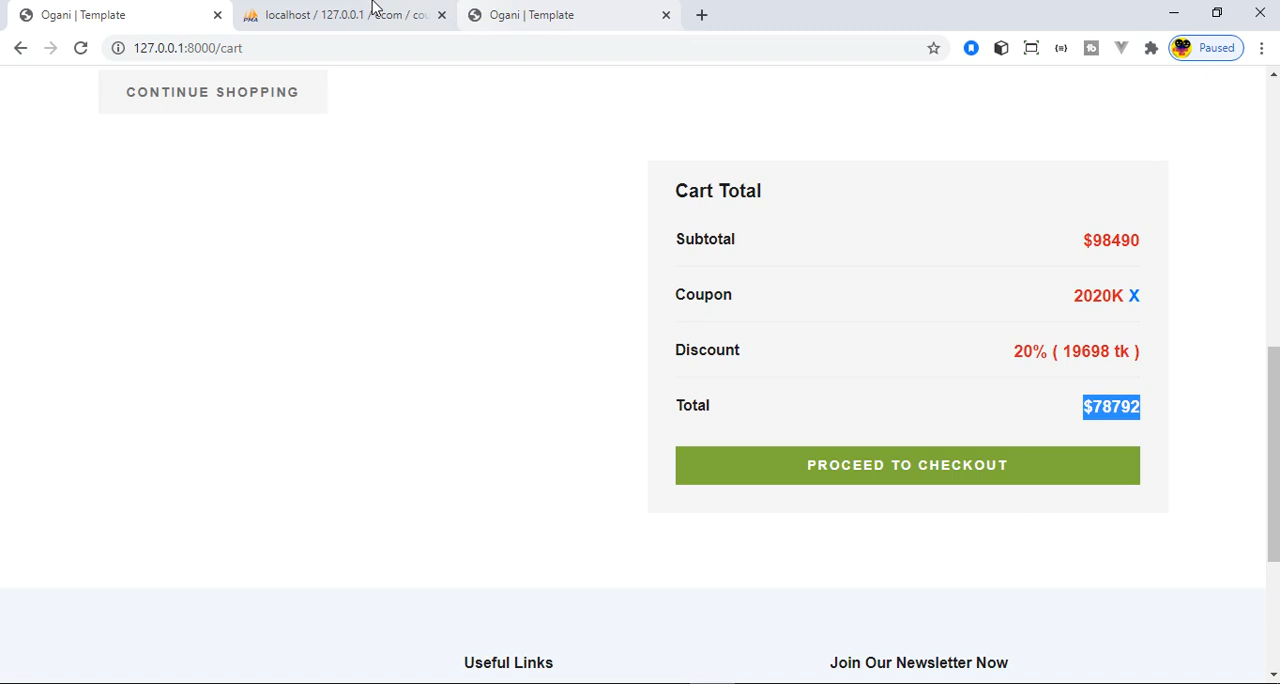 Ogani | Template
localhost / 127.0.0.1 / ecom / cou
Ogani | Template
127.0.0.1:8000/cart
Paused
CONTINUE SHOPPING
Cart Total
Subtotal $98490
Coupon 2020K X
Discount 20% ( 19698 tk )
Total $78792
PROCEED TO CHECKOUT
Useful Links
Join Our Newsletter Now